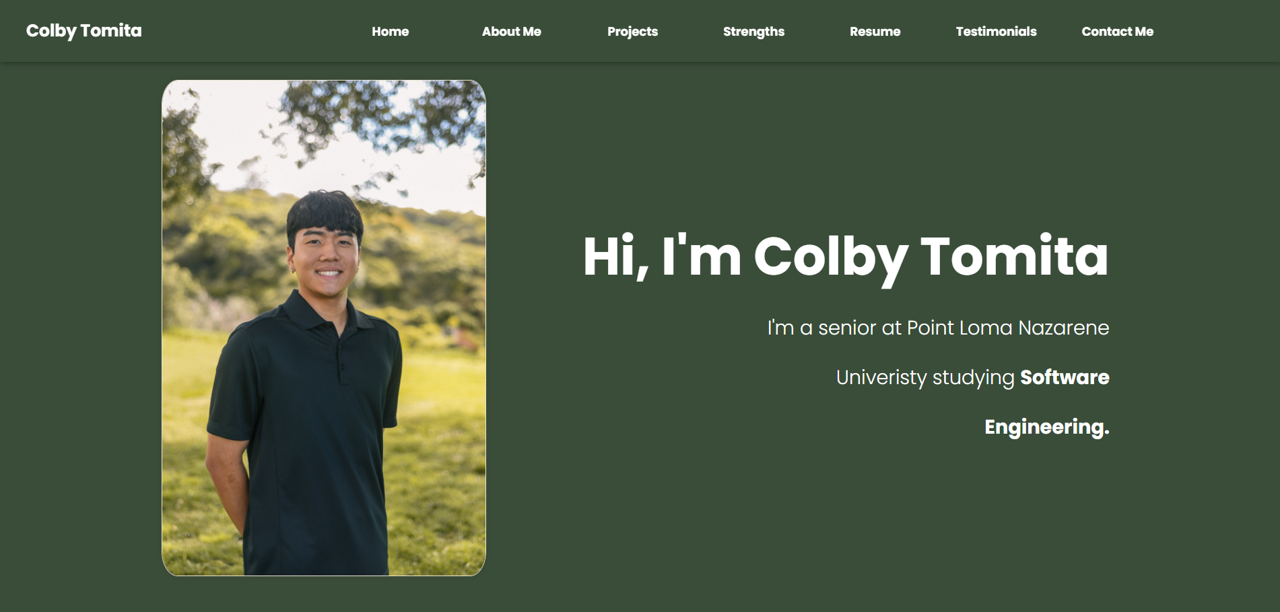 Colby Tomita
Home About Me Projects Strengths Resume Testimonials Contact Me
Hi, I'm Colby Tomita
I'm a senior at Point Loma Nazarene
Univeristy studying Software
Engineering.